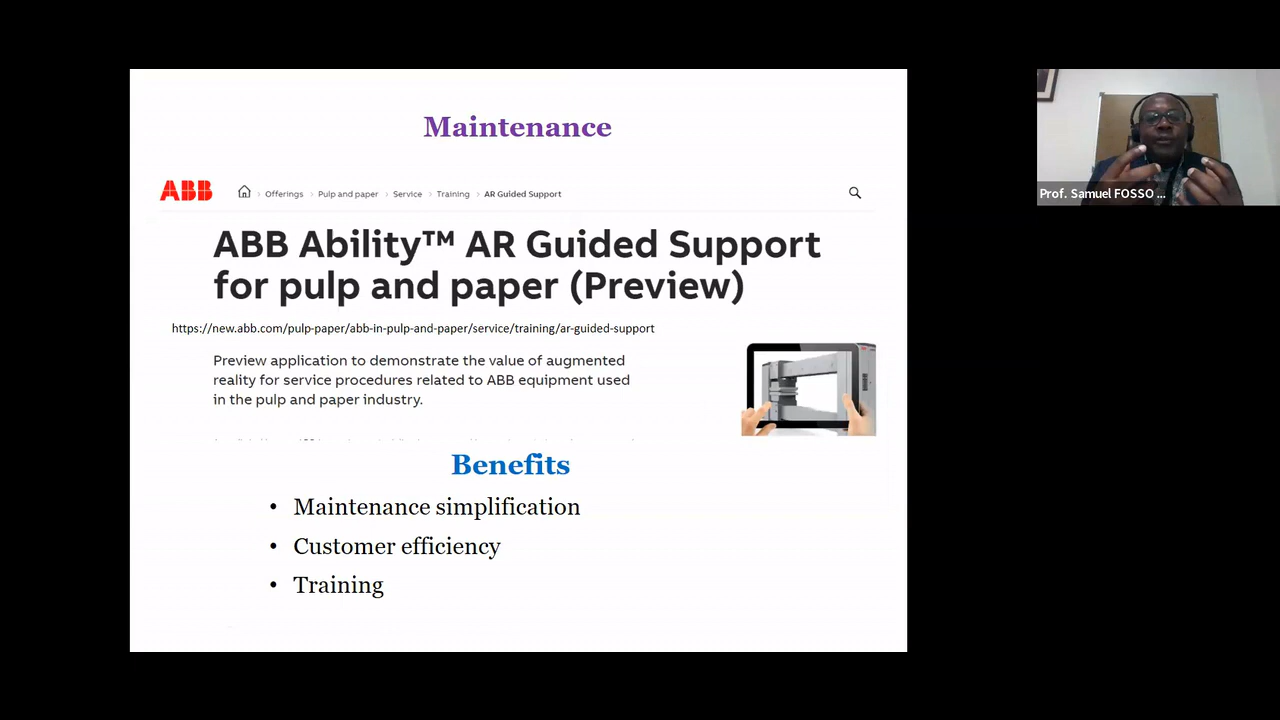 Maintenance
ABB
Offerings > Pulp and paper > Service > Training > AR Guided Support
ABB Ability™ AR Guided Support
for pulp and paper (Preview)
https://new.abb.com/pulp-paper/abb-in-pulp-and-paper/service/training/ar-guided-support
Preview application to demonstrate the value of augmented
reality for service procedures related to ABB equipment used
in the pulp and paper industry.
Benefits
• Maintenance simplification
• Customer efficiency
• Training
Prof. Samuel FOSSO ...